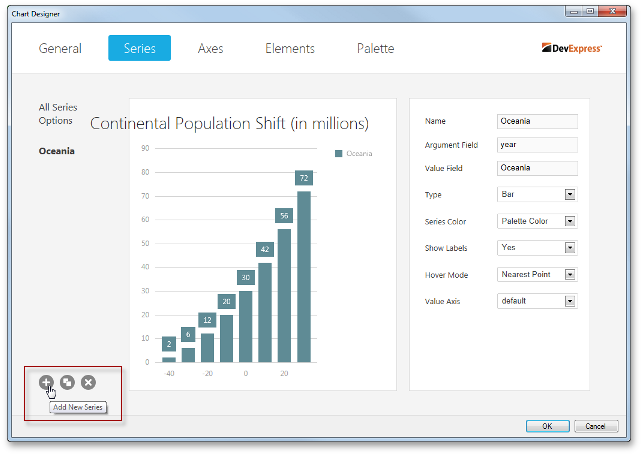 Chart Designer
General
Series
Axes
Elements
Palette
DevExpress
All Series
Options
Oceania
Continental Population Shift (in millions)
Oceania
90
80
70
60
50
40
30
20
10
0
2
6
12
20
30
42
56
72
-40
20
0
20
Name
Oceania
Argument Field
year
Value Field
Oceania
Type
Bar
Series Color
Palette Color
Show Labels
Yes
Hover Mode
Nearest Point
Value Axis
default
Add New Series
OK
Cancel